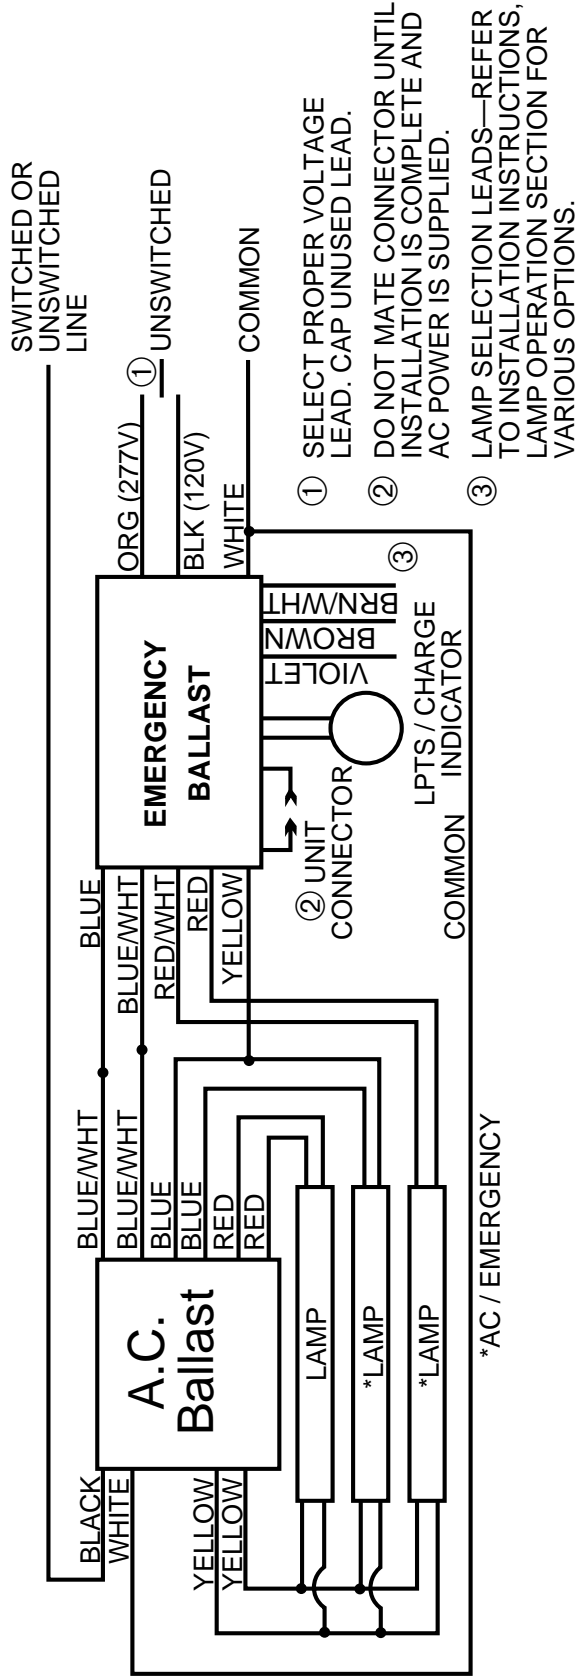 SWITCHED OR
UNSWITCHED
LINE
ORG (277V)
① UNSWITCHED
BLK (120V)
WHITE
COMMON
EMERGENCY
BALLAST
BLUE
BLUE/WHT
RED/WHT
RED
YELLOW
BRN/WHT
BROWN
VIOLET
③
LPTS / CHARGE
INDICATOR
② UNIT
CONNECTOR
COMMON
BLUE/WHT
BLUE/WHT
BLUE
BLUE
RED
RED
A.C.
Ballast
BLACK
WHITE
YELLOW
YELLOW
LAMP
*LAMP
*LAMP
*AC / EMERGENCY
① SELECT PROPER VOLTAGE
LEAD. CAP UNUSED LEAD.
② DO NOT MATE CONNECTOR UNTIL
INSTALLATION IS COMPLETE AND
AC POWER IS SUPPLIED.
③ LAMP SELECTION LEADS—REFER
TO INSTALLATION INSTRUCTIONS,
LAMP OPERATION SECTION FOR
VARIOUS OPTIONS.